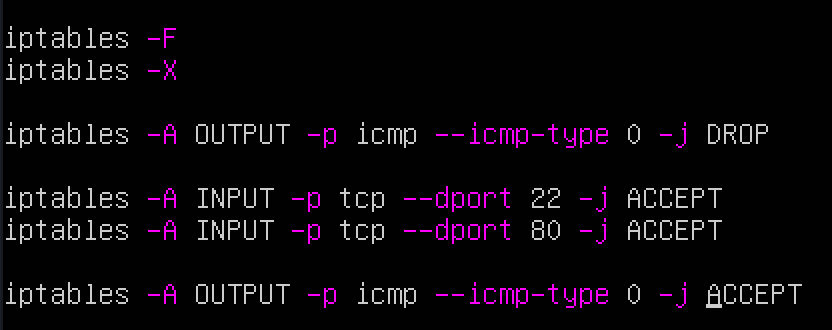 iptables -F
iptables -X
iptables -A OUTPUT -p icmp --icmp-type 0 -j DROP
iptables -A INPUT -p tcp --dport 22 -j ACCEPT
iptables -A INPUT -p tcp --dport 80 -j ACCEPT
iptables -A OUTPUT -p icmp --icmp-type 0 -j ACCEPT